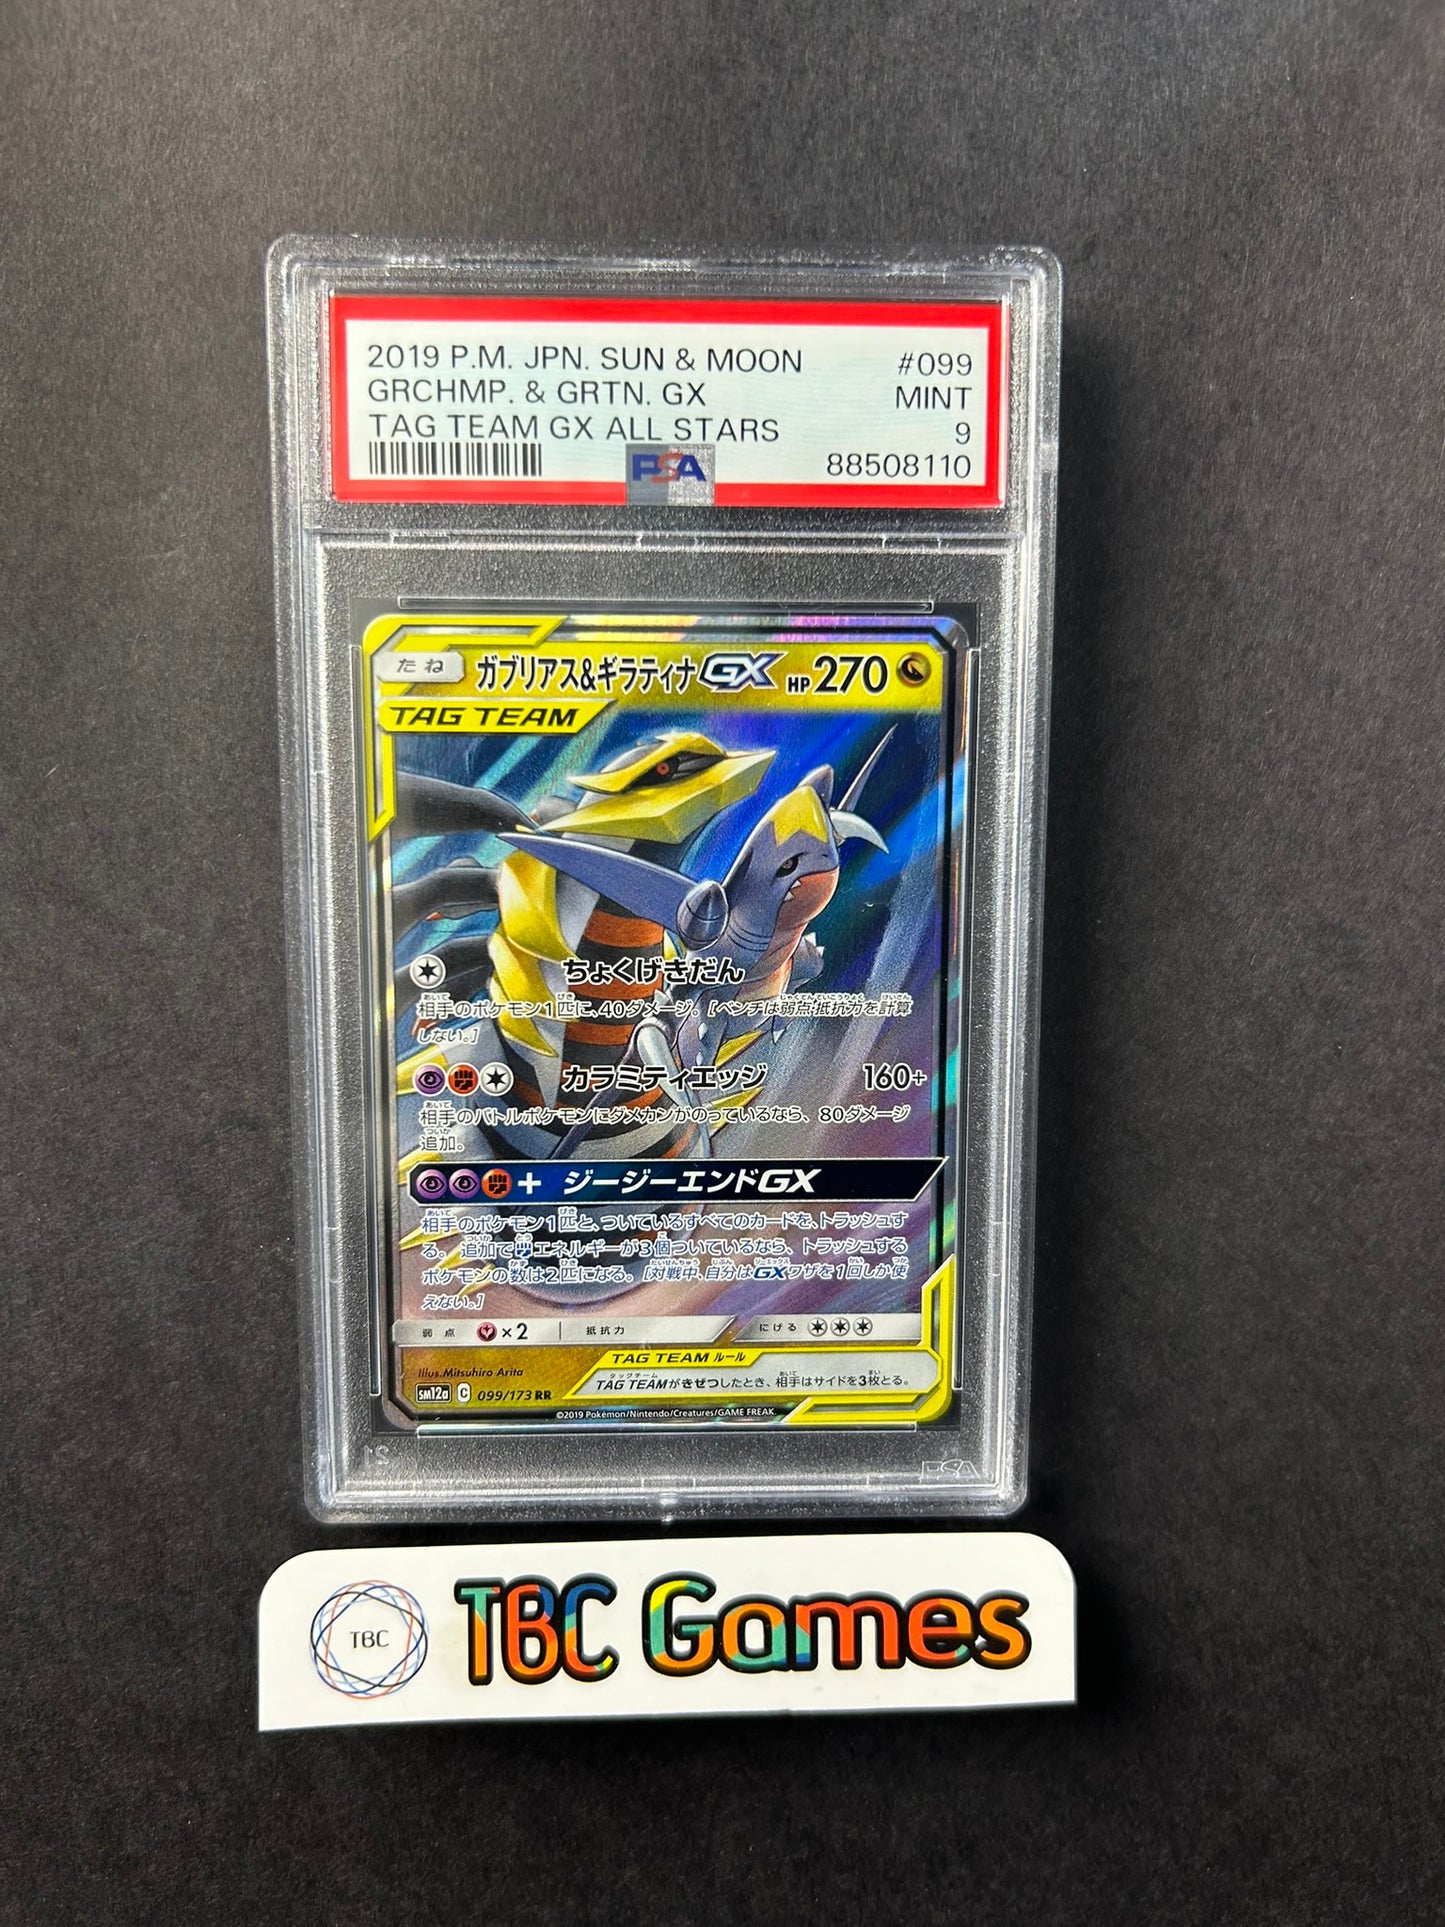 2019 P.M. JPN. SUN & MOON #099
GRCHMP. & GRTN. GX MINT
TAG TEAM GX ALL STARS 9
PSA 88508110
たね ガブリアス&ギラティナGX HP270
TAG TEAM
ちょくげきだん
相手のポケモン1匹に、40ダメージ。[ベンチは弱点・抵抗力を計算
しない。]
カラミティエッジ 160+
相手のバトルポケモンにダメカンがのっているなら、80ダメージ
追加。
+ ジージーエンドGX
相手のポケモン1匹と、ついているすべてのカードを、トラッシュす
る。追加でエネルギーが3個ついているなら、トラッシュする
ポケモンの数は2匹になる。[対戦中、自分はGXワザを1回しか使
えない。]
弱点 ×2 抵抗力 にげる
Illus.Mitsuhiro Arita TAG TEAM ルール
TAG TEAMがきぜつしたとき、相手はサイドを3枚とる。
sm12a C 099/173 RR
©2019 Pokémon/Nintendo/Creatures/GAME FREAK.
21 PSA
TBC TBC Games